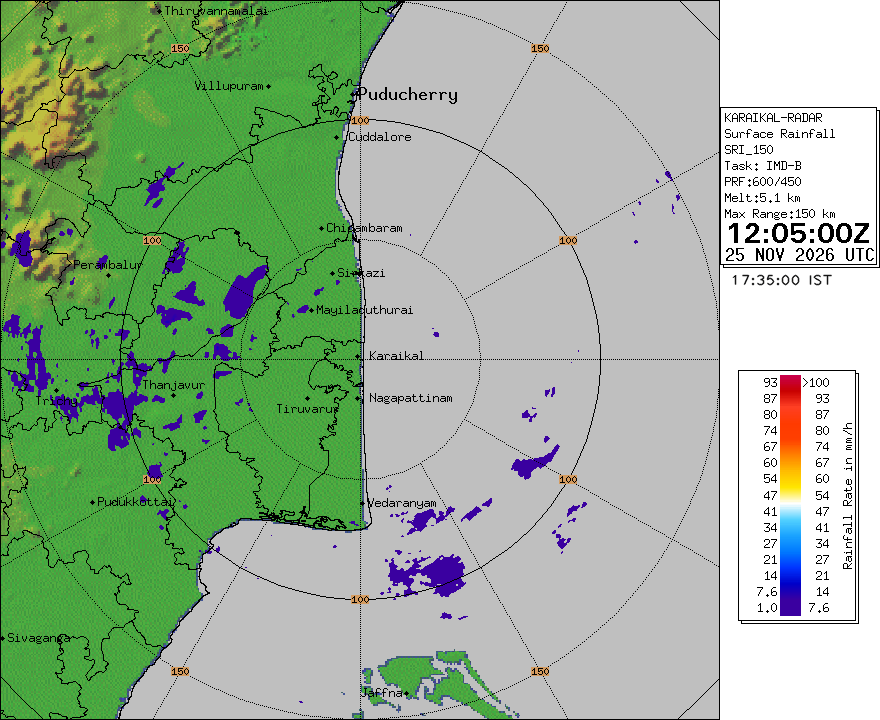 Thiruvannamalai
150
150
Villupuram
Puducherry
100
Cuddalore
Chidambaram
100
100
Perambalur
Sirkazi
Mayiladuthurai
Karaikal
Thanjavur
Trichy
Nagapattinam
Tiruvarur
100
100
Pudukkottai
Vedaranyam
100
Sivaganga
150
150
Jaffna
KARAIKAL-RADAR
Surface Rainfall
SRI_150
Task: IMD-B
PRF:600/450
Melt:5.1 km
Max Range:150 km
12:05:00Z
25 NOV 2026 UTC
17:35:00 IST
93 >100
87 93
80 87
74 80
67 74
60 67
54 60
47 54
41 47
34 41
27 34
21 27
14 21
7.6 14
1.0 7.6
Rainfall Rate in mm/h